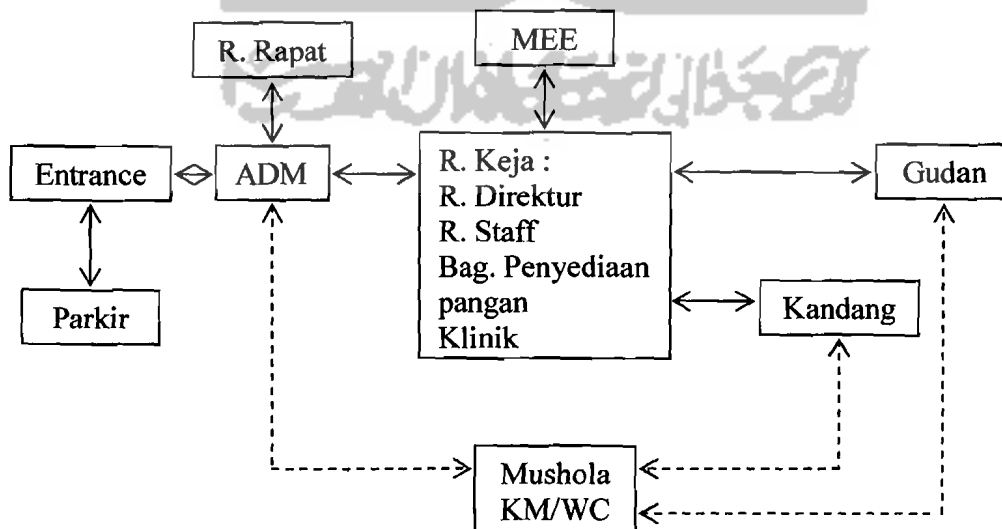 R. Rapat
MEE
Entrance
ADM
R. Keja :
R. Direktur
R. Staff
Bag. Penyediaan
pangan
Klinik
Gudan
Parkir
Kandang
Mushola
KM/WC